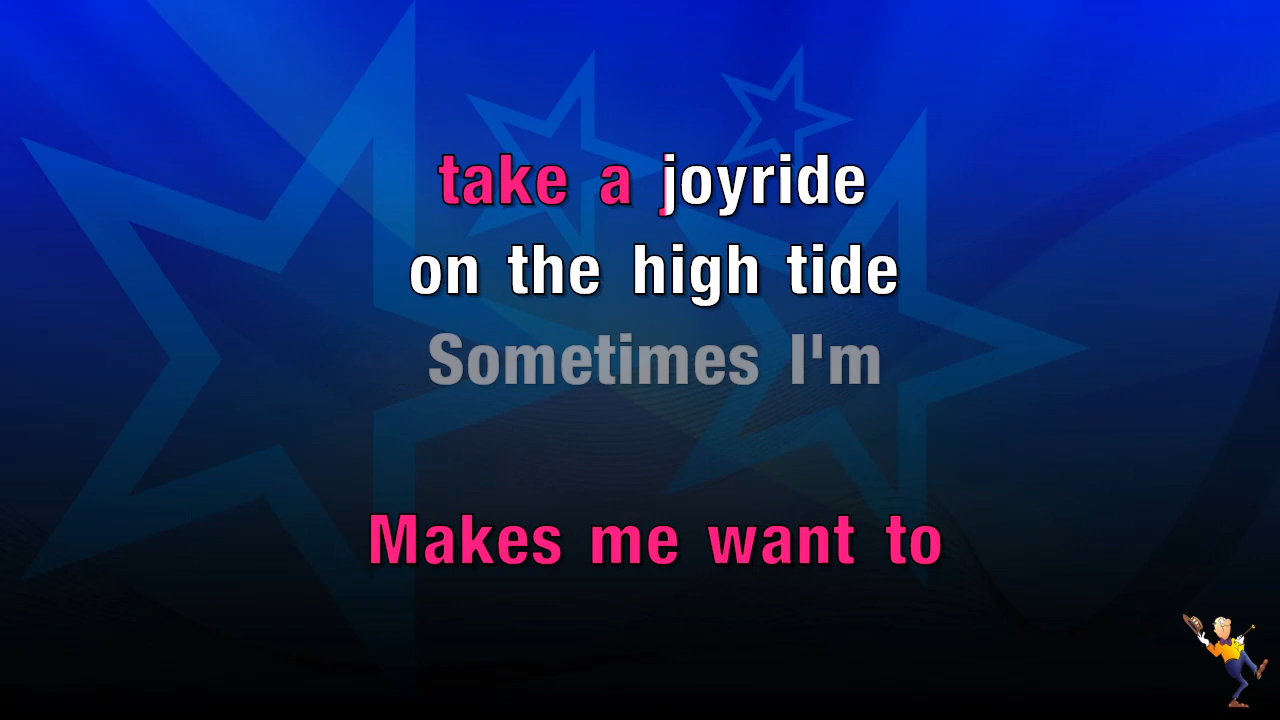 take a joyride
on the high tide
Sometimes I'm
Makes me want to